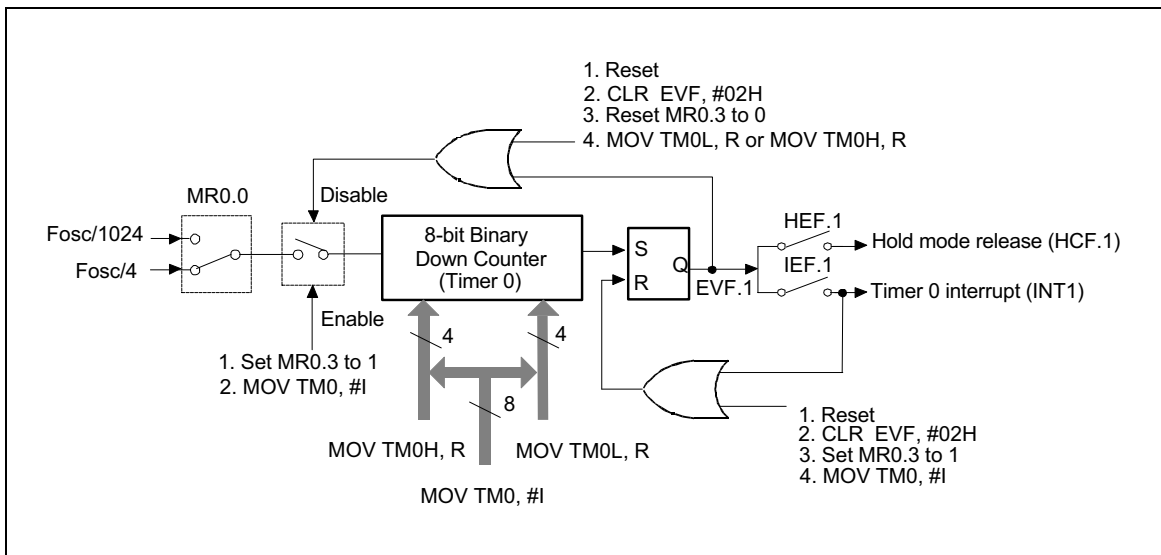 1. Reset
2. CLR EVF, #02H
3. Reset MR0.3 to 0
4. MOV TM0L, R or MOV TM0H, R
MR0.0
Disable
Fosc/1024
Fosc/4
8-bit Binary
Down Counter
(Timer 0)
S
Q
R
EVF.1
HEF.1
Hold mode release (HCF.1)
IEF.1
Timer 0 interrupt (INT1)
Enable
1. Set MR0.3 to 1
2. MOV TM0, #I
4
4
8
MOV TM0H, R
MOV TM0L, R
MOV TM0, #I
1. Reset
2. CLR EVF, #02H
3. Set MR0.3 to 1
4. MOV TM0, #I